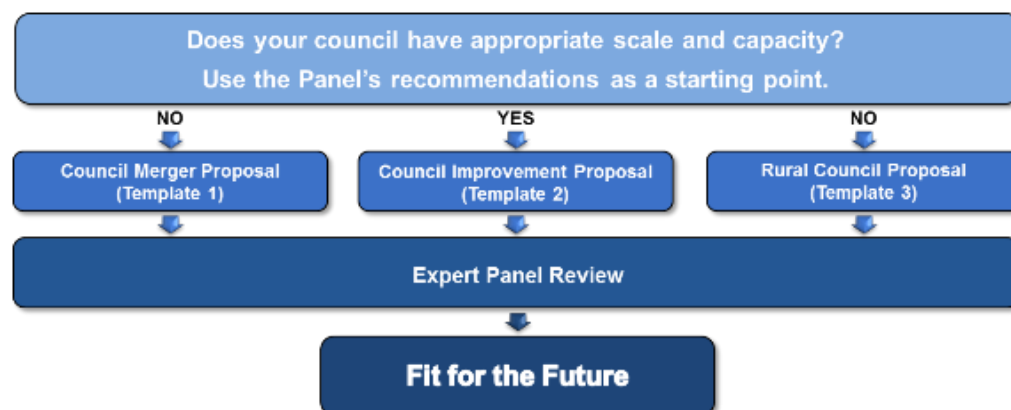 Does your council have appropriate scale and capacity?
Use the Panel's recommendations as a starting point.
NO
YES
NO
Council Merger Proposal
(Template 1)
Council Improvement Proposal
(Template 2)
Rural Council Proposal
(Template 3)
Expert Panel Review
Fit for the Future